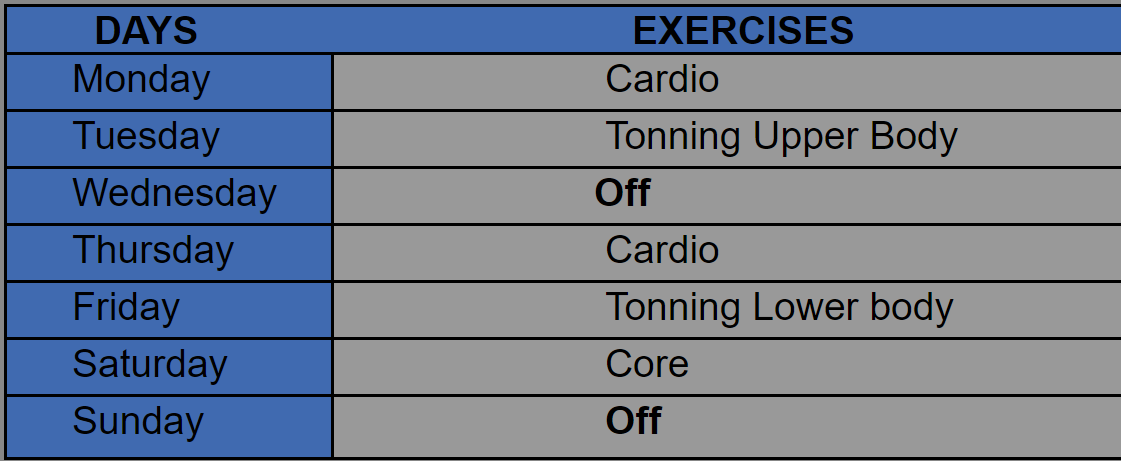 DAYS EXERCISES
Monday Cardio
Tuesday Tonning Upper Body
Wednesday Off
Thursday Cardio
Friday Tonning Lower body
Saturday Core
Sunday Off